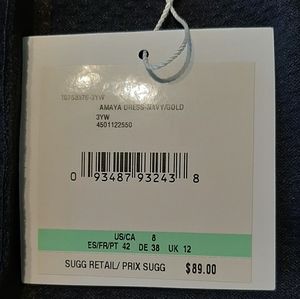 AMAYA DRESS-NAVY/GOLD
3YW
4501122550
0 93487 93243 8
US/CA 8
ES/FR/PT 42 DE 38 UK 12
SUGG RETAIL/ PRIX SUGG $89.00